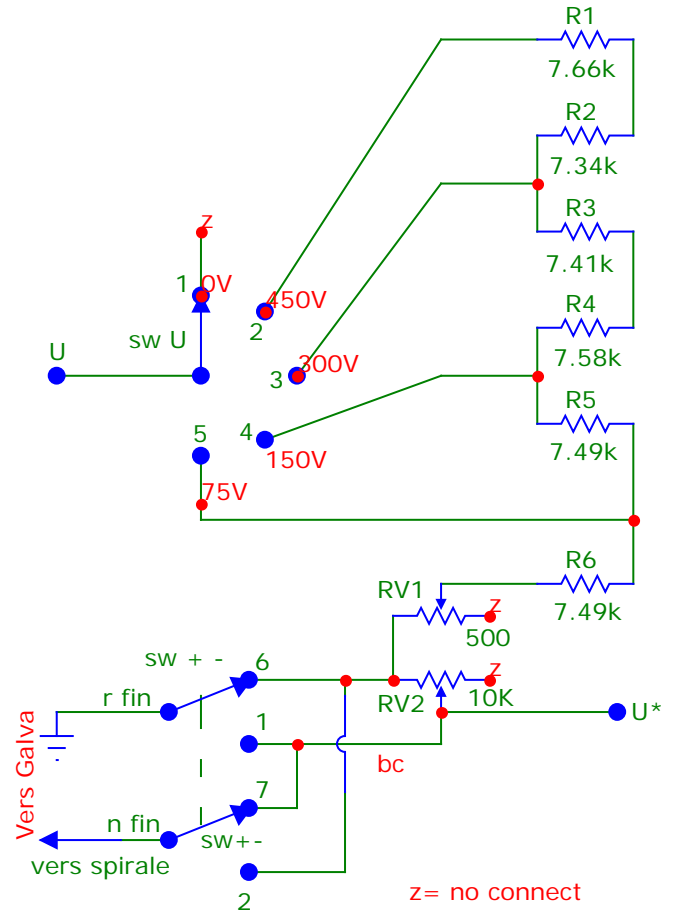 R1
7.66k
R2
7.34k
z
R3
1 0V
7.41k
450V
R4
sw U
2
U
300V
3
7.58k
R5
5
4
150V
7.49k
75V
R6
RV1
z
7.49k
500
sw + -
6
z
r fin
RV2
10K
U*
1
bc
Vers Galva
7
n fin
sw+-
vers spirale
2
z= no connect